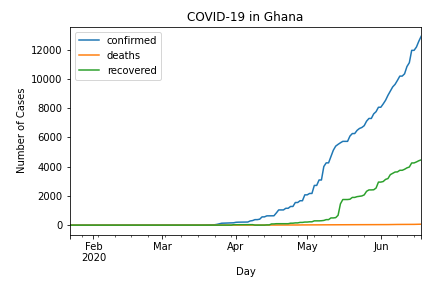 COVID-19 in Ghana
confirmed
deaths
recovered
Number of Cases
12000
10000
8000
6000
4000
2000
0
Feb Mar Apr May Jun
2020
Day